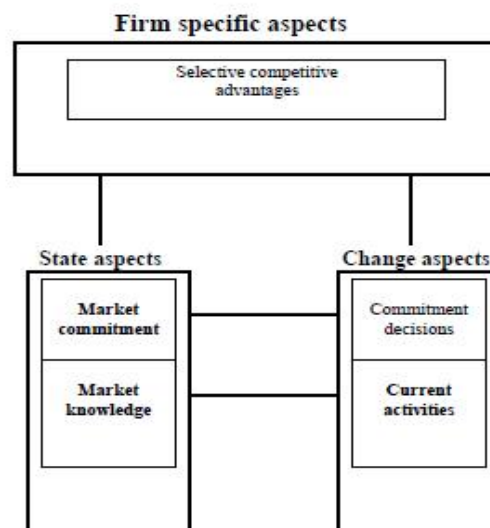 Firm specific aspects
Selective competitive
advantages
State aspects
Change aspects
Market
commitment
Commitment
decisions
Market
knowledge
Current
activities